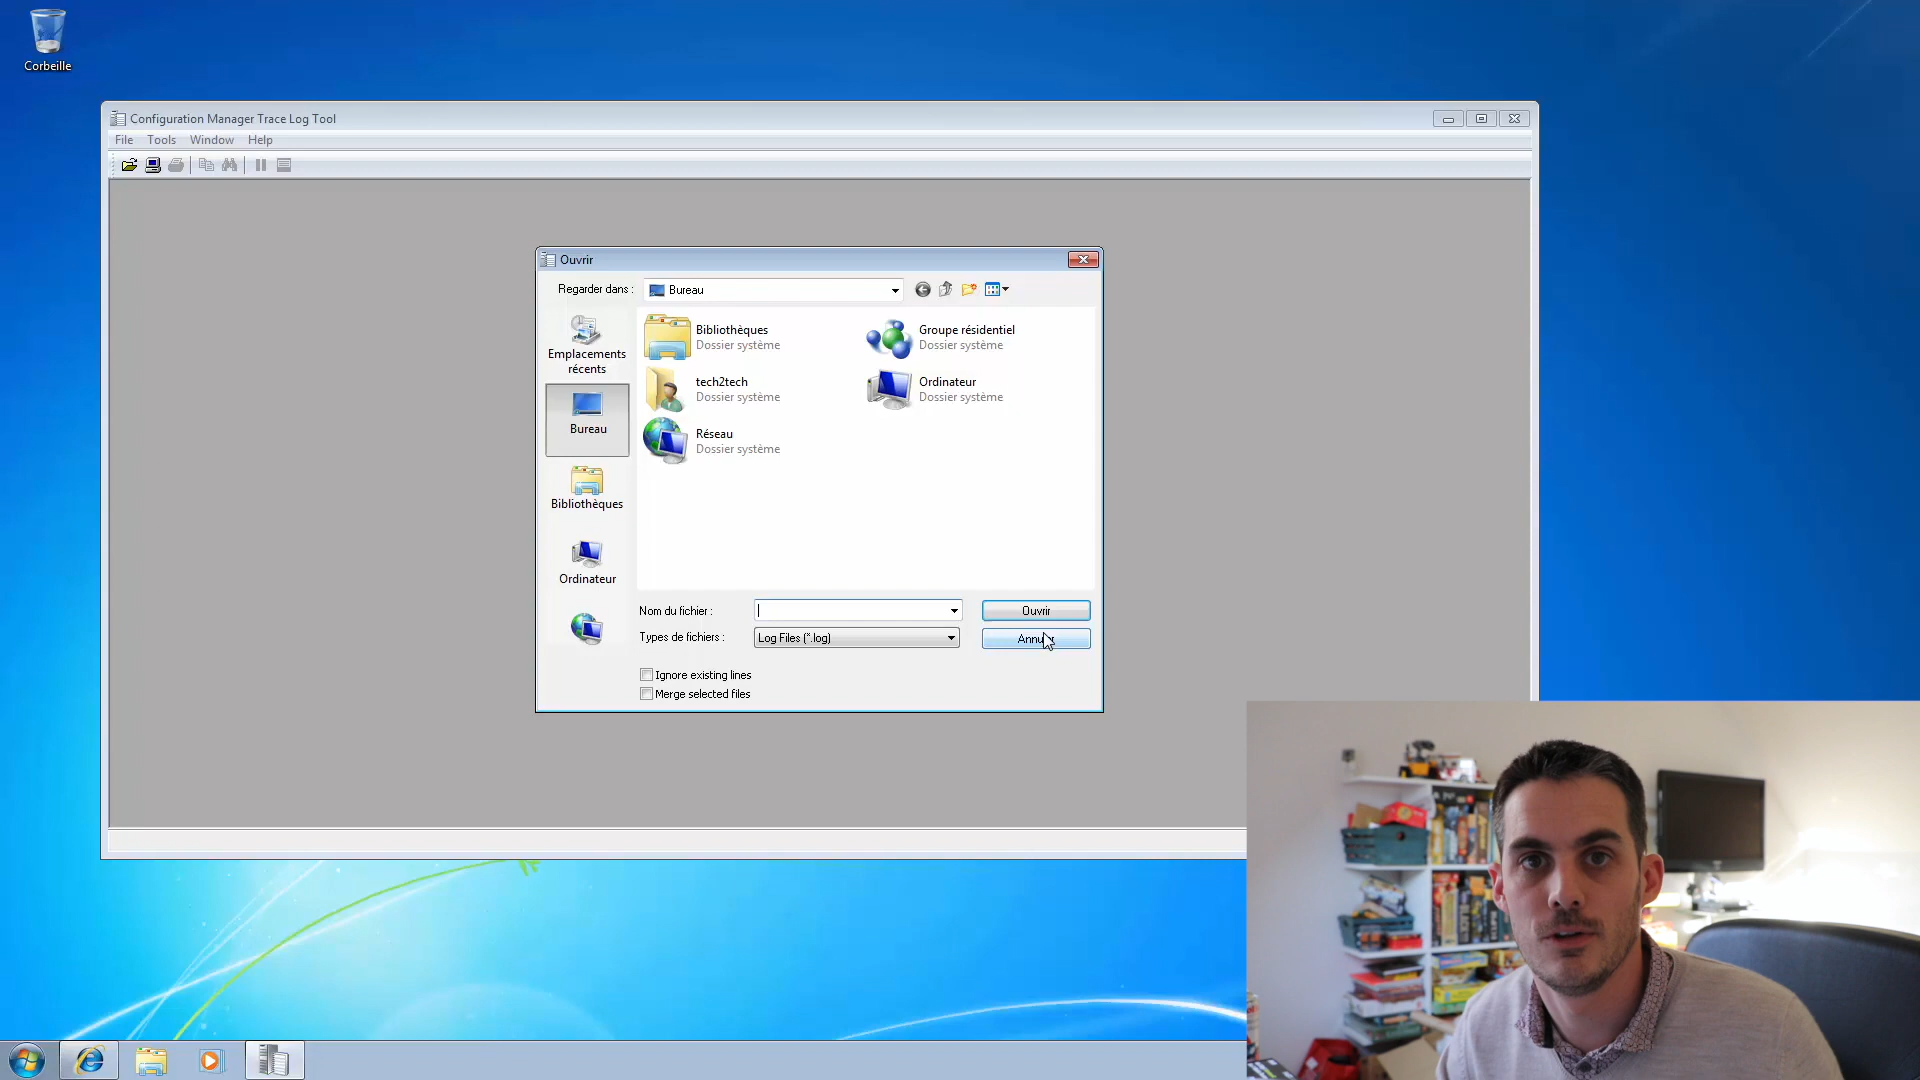 Corbeille
Configuration Manager Trace Log Tool
File Tools Window Help
Ouvrir
Regarder dans :
Bureau
Emplacements
récents
Bureau
Bibliothèques
Ordinateur
Bibliothèques
Dossier système
Groupe résidentiel
Dossier système
tech2tech
Dossier système
Ordinateur
Dossier système
Réseau
Dossier système
Nom du fichier :
Ouvrir
Types de fichiers :
Log Files (*.log)
Ignore existing lines
Merge selected files